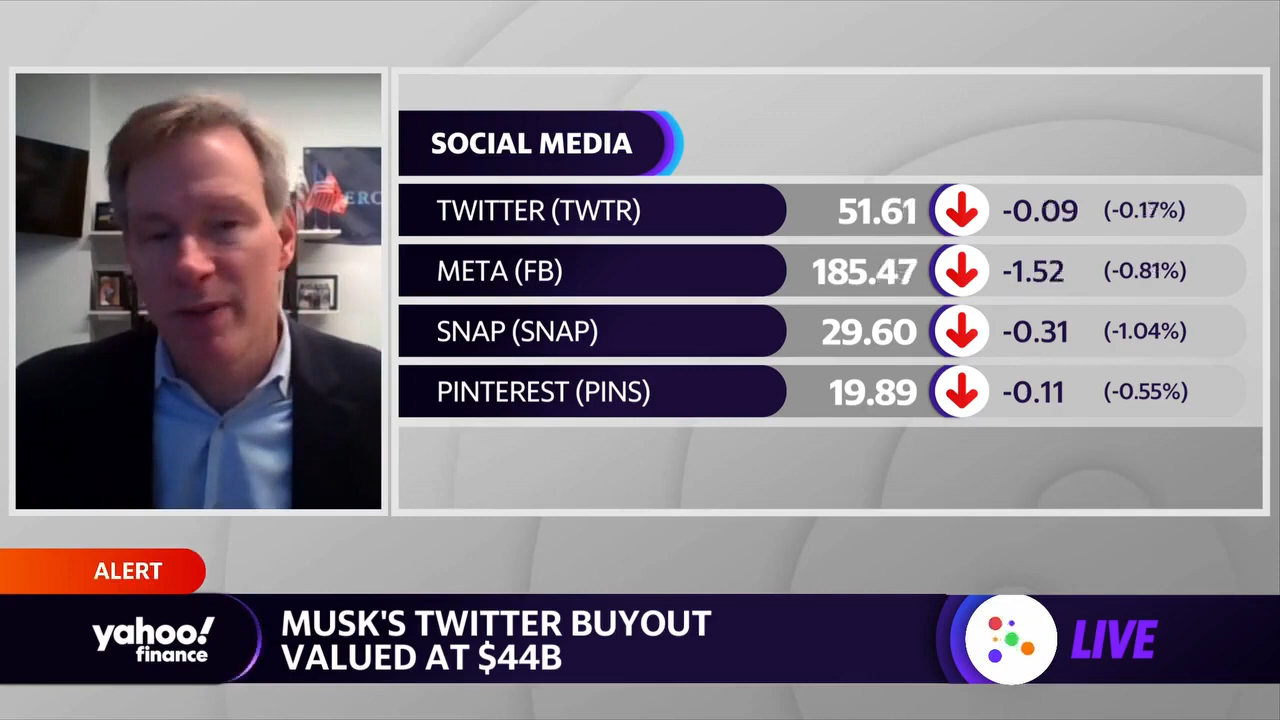 ERC
SOCIAL MEDIA
TWITTER (TWTR) 51.61 -0.09 (-0.17%)
META (FB) 185.47 -1.52 (-0.81%)
SNAP (SNAP) 29.60 -0.31 (-1.04%)
PINTEREST (PINS) 19.89 -0.11 (-0.55%)
ALERT
yahoo!
finance
MUSK'S TWITTER BUYOUT
VALUED AT $44B
LIVE